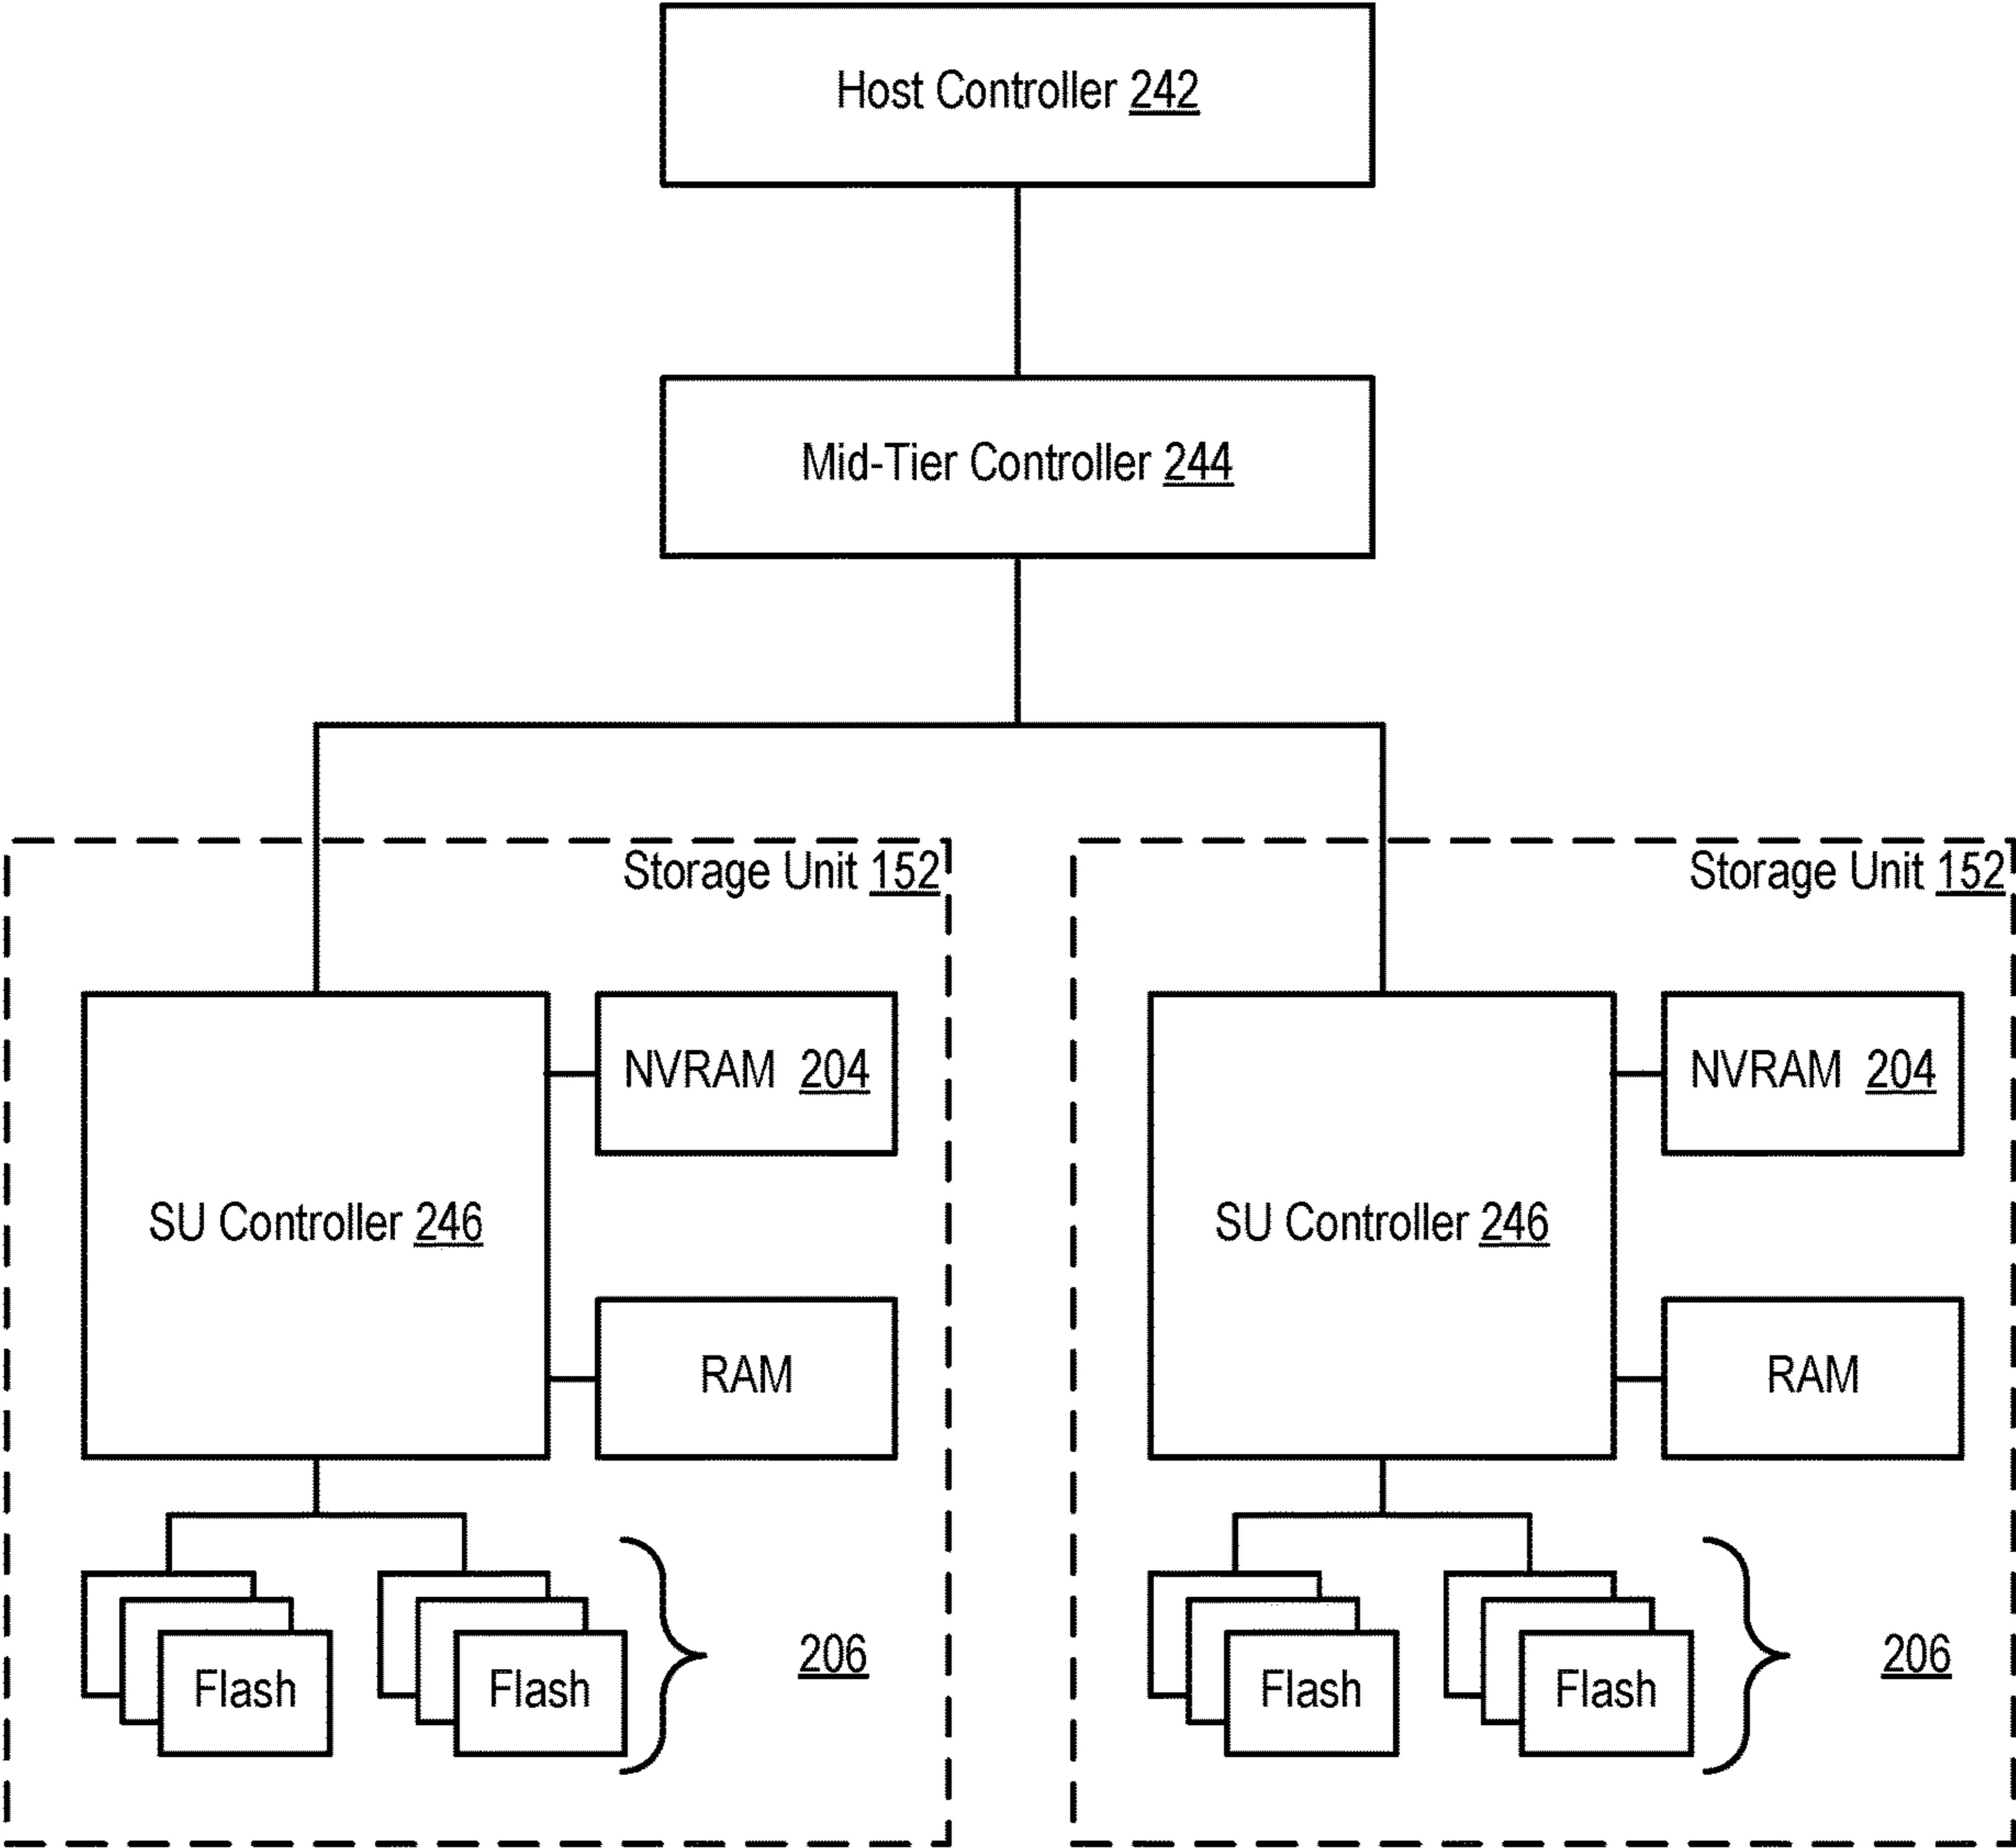 Host Controller 242
Mid-Tier Controller 244
Storage Unit 152
NVRAM 204
SU Controller 246
RAM
Flash
Flash
206
Storage Unit 152
NVRAM 204
SU Controller 246
RAM
Flash
Flash
206